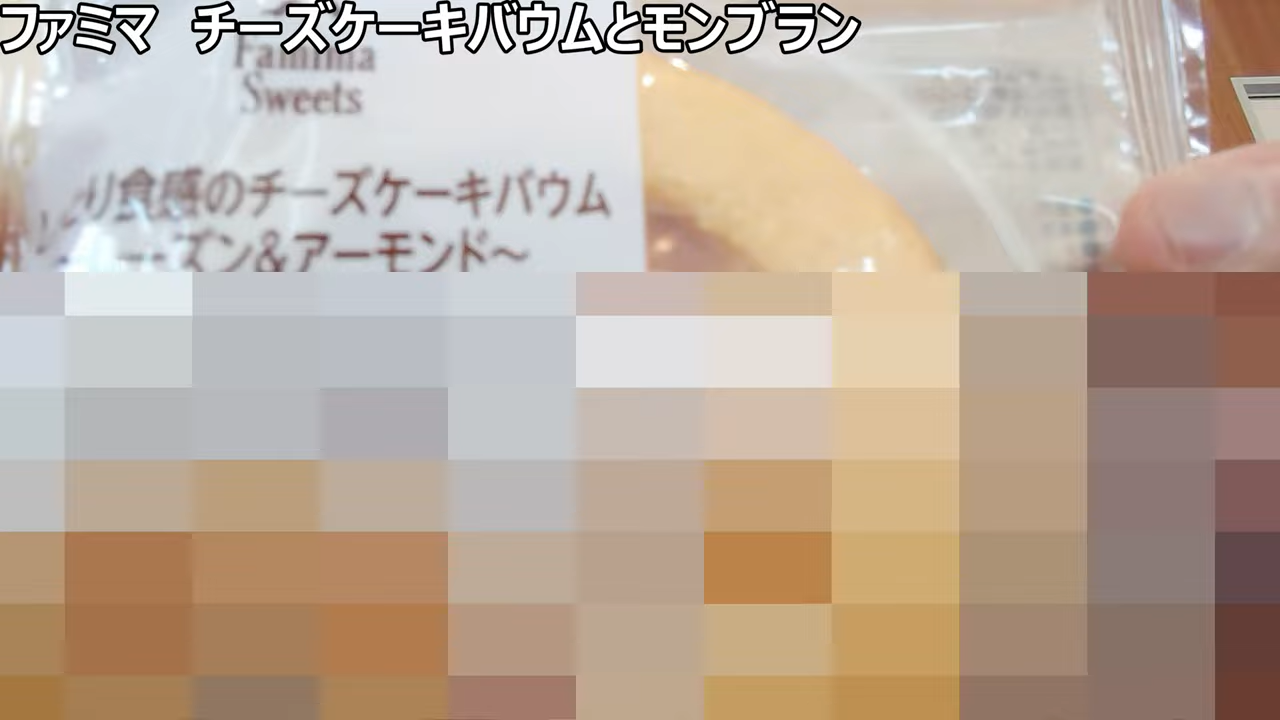 ファミマ チーズケーキバウムとモンブラン
Famima
Sweets
り食感のチーズケーキバウム
ーズン&アーモンド～